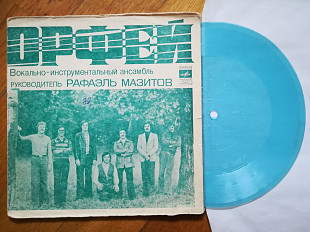 ОРФЕЙ
Вокально-инструментальный ансамбль
РУКОВОДИТЕЛЬ РАФАЭЛЬ МАЗИТОВ